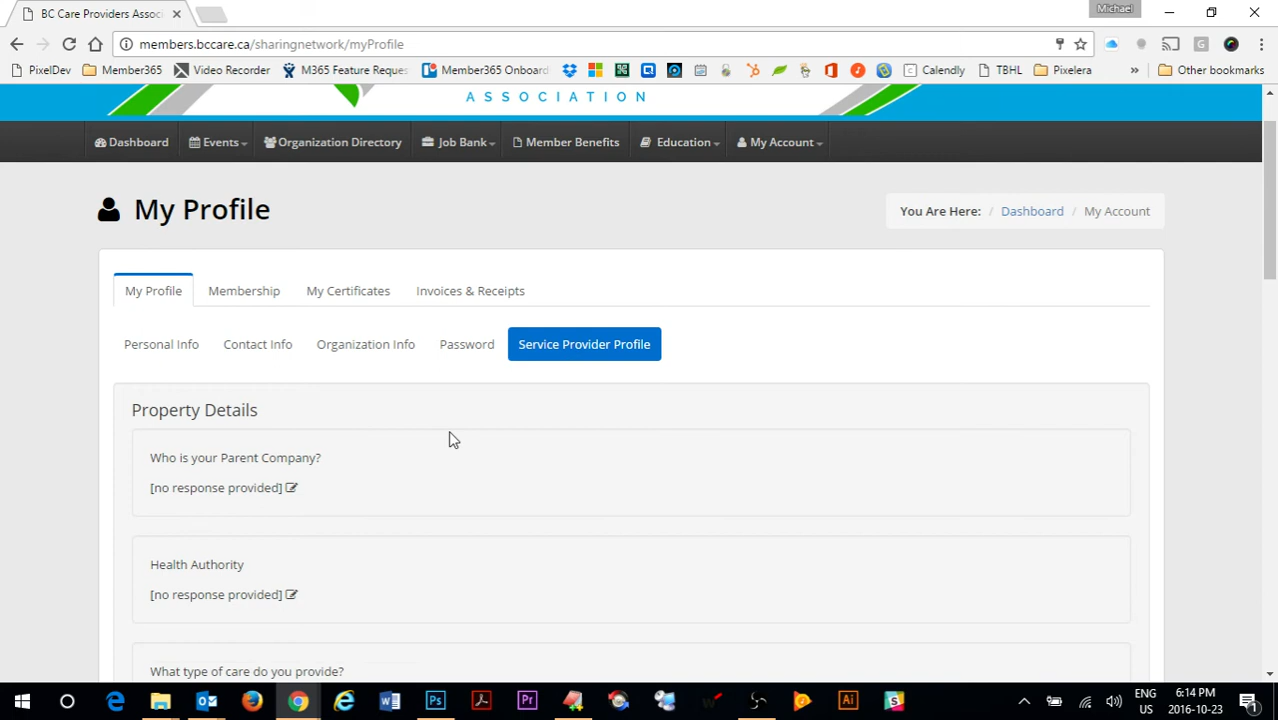 BC Care Providers Assoc
Michael
members.bccare.ca/sharingnetwork/myProfile
PixelDev Member365 Video Recorder M365 Feature Reques Member365 Onboard Calendly TBHL Pixelera » Other bookmarks
ASSOCIATION
Dashboard Events Organization Directory Job Bank Member Benefits Education My Account
My Profile
You Are Here: / Dashboard / My Account
My Profile Membership My Certificates Invoices & Receipts
Personal Info Contact Info Organization Info Password Service Provider Profile
Property Details
Who is your Parent Company?
[no response provided]
Health Authority
[no response provided]
What type of care do you provide?
ENG 6:14 PM
US 2016-10-23
1